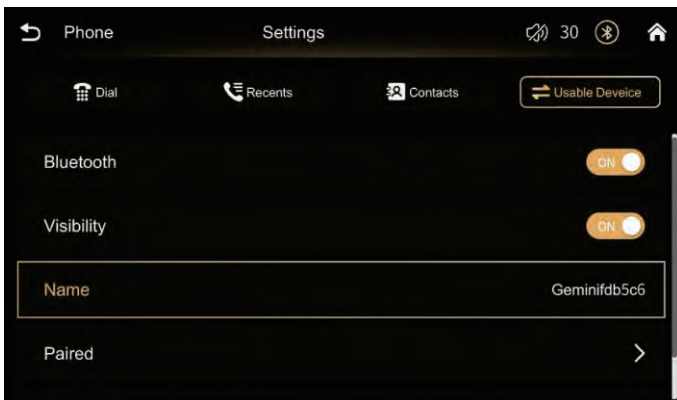 Phone Settings 30
Dial Recents Contacts Usable Deveice
Bluetooth ON
Visibility ON
Name Geminifdb5c6
Paired